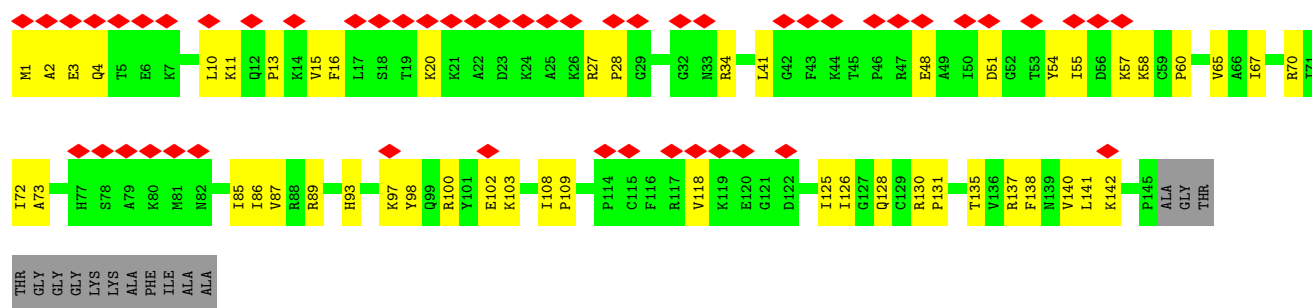 M1 A2 E3 Q4 T5 E6 K7 L10 K11 Q12 P13 K14 V15 F16 L17 S18 T19 K20 K21 A22 D23 K24 A25 K26 R27 P28 G29 G32 N33 R34 L41 G42 F43 K44 T45 P46 R47 E48 A49 I50 D51 G52 T53 Y54 I55 D56 K57 K58 C59 P60 V65 A66 I67 R70 I71
I72 A73 H77 S78 A79 K80 M81 N82 I85 I86 V87 R88 R89 H93 K97 Y98 Q99 R100 Y101 E102 K103 I108 P109 P114 C115 F116 R117 V118 K119 E120 G121 D122 I125 I126 G127 Q128 C129 R130 P131 T135 V136 R137 F138 N139 V140 L141 K142 P145 ALA GLY THR
THR GLY GLY GLY LYS LYS ALA PHE ILE ALA ALA